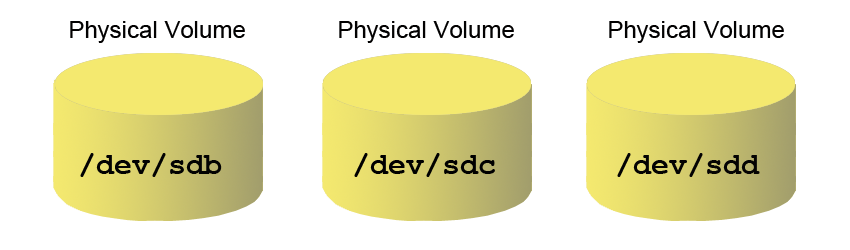 Physical Volume
Physical Volume
Physical Volume
/dev/sdb
/dev/sdc
/dev/sdd